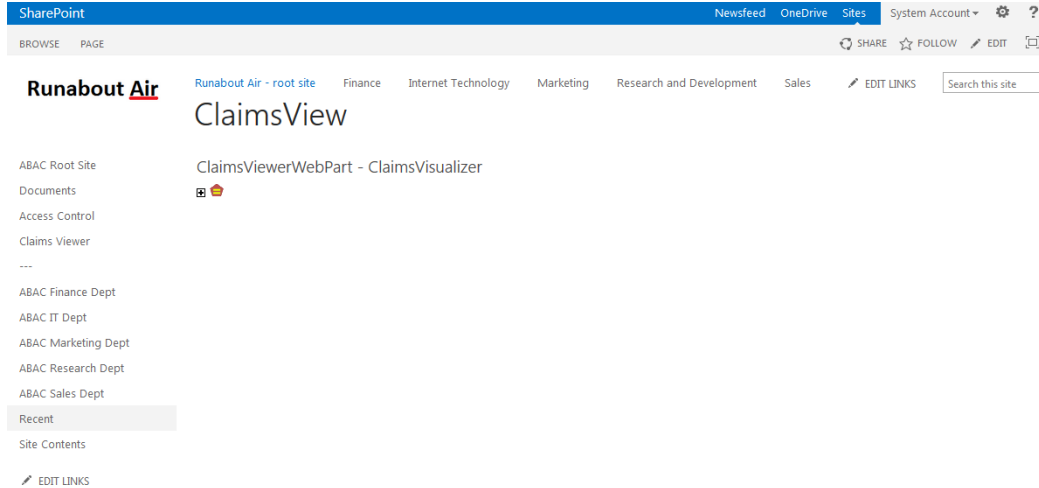 SharePoint Newsfeed OneDrive Sites System Account ?
BROWSE PAGE SHARE FOLLOW EDIT
Runabout Air
Runabout Air - root site Finance Internet Technology Marketing Research and Development Sales EDIT LINKS Search this site
ClaimsView
ABAC Root Site
ClaimsViewerWebPart - ClaimsVisualizer
Documents
Access Control
Claims Viewer
---
ABAC Finance Dept
ABAC IT Dept
ABAC Marketing Dept
ABAC Research Dept
ABAC Sales Dept
Recent
Site Contents
EDIT LINKS